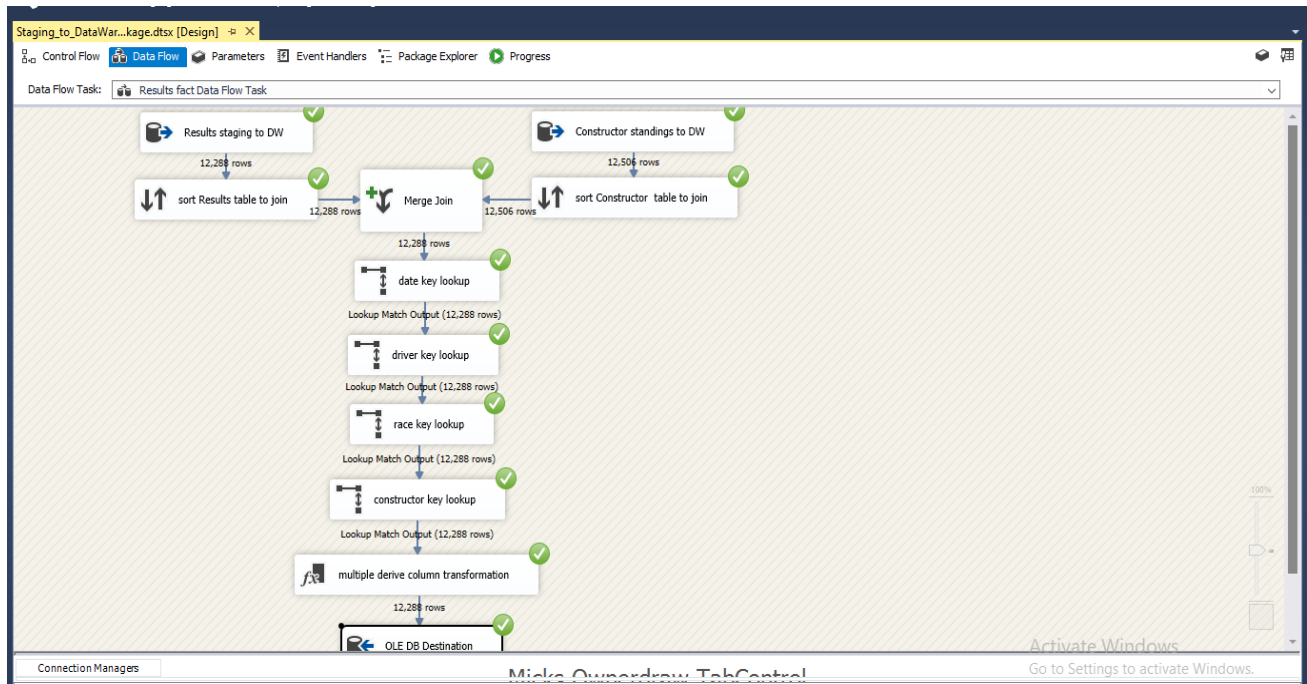 Staging_to_DataWar...kage.dtsx [Design]
Control Flow Data Flow Parameters Event Handlers Package Explorer Progress
Data Flow Task: Results fact Data Flow Task
Results staging to DW
Constructor standings to DW
12,288 rows
12,506 rows
sort Results table to join
Merge Join
sort Constructor table to join
12,288 rows
12,506 rows
12,288 rows
date key lookup
Lookup Match Output (12,288 rows)
driver key lookup
Lookup Match Output (12,288 rows)
race key lookup
Lookup Match Output (12,288 rows)
constructor key lookup
100%
Lookup Match Output (12,288 rows)
multiple derive column transformation
12,288 rows
OLE DB Destination
Activate Windows
Go to Settings to activate Windows.
Connection Managers
Micks Ownerdraw TabControl